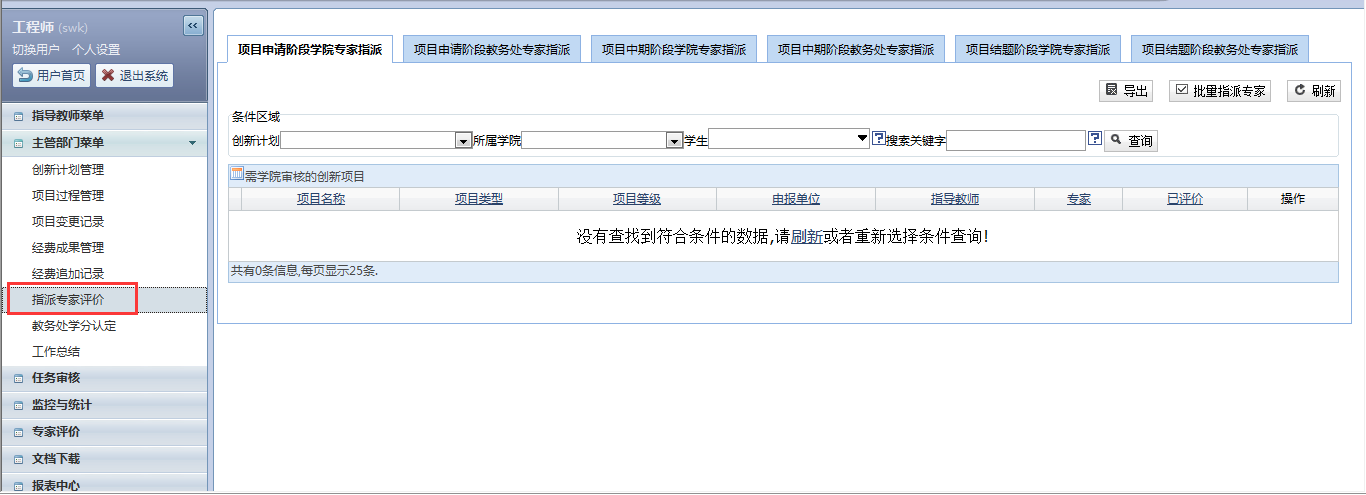 工程师 (swk)
切换用户 个人设置
用户首页 退出系统
指导教师菜单
主管部门菜单
创新计划管理
项目过程管理
项目变更记录
经费成果管理
经费追加记录
指派专家评价
教务处学分认定
工作总结
任务审核
监控与统计
专家评价
文档下载
报表中心
项目申请阶段学院专家指派 项目申请阶段教务处专家指派 项目中期阶段学院专家指派 项目中期阶段教务处专家指派 项目结题阶段学院专家指派 项目结题阶段教务处专家指派
导出 批量指派专家 刷新
条件区域
创新计划 所属学院 学生 ? 搜索关键字 ? 查询
需学院审核的创新项目
项目名称 项目类型 项目等级 申报单位 指导教师 专家 已评价 操作
没有查找到符合条件的数据,请刷新或者重新选择条件查询!
共有0条信息,每页显示25条.